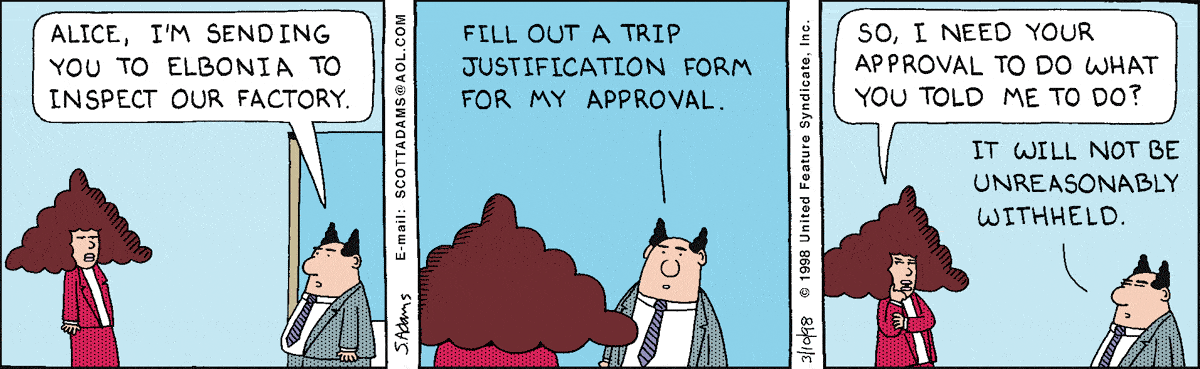 ALICE, I'M SENDING
YOU TO ELBONIA TO
INSPECT OUR FACTORY.
S.Adams E-mail: SCOTTADAMS@AOL.COM
FILL OUT A TRIP
JUSTIFICATION FORM
FOR MY APPROVAL.
3/10/98 © 1998 United Feature Syndicate, Inc.
SO, I NEED YOUR
APPROVAL TO DO WHAT
YOU TOLD ME TO DO?
IT WILL NOT BE
UNREASONABLY
WITHHELD.